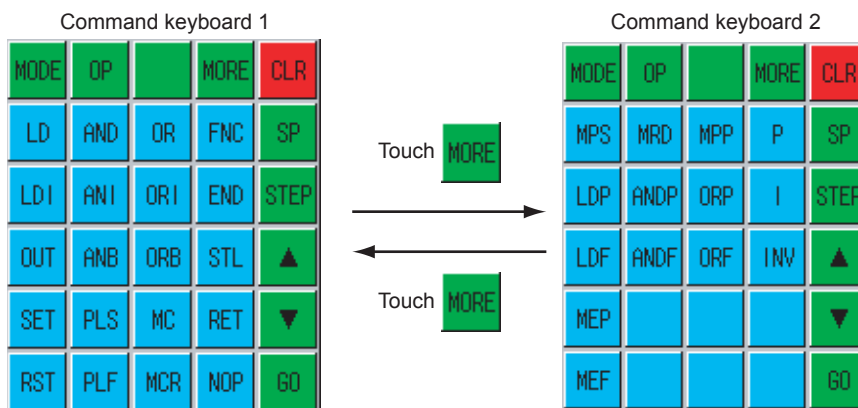 Command keyboard 1
MODE OP MORE CLR
LD AND OR FNC SP
LDI ANI ORI END STEP
OUT ANB ORB STL ▲
SET PLS MC RET ▼
RST PLF MCR NOP GO
Touch MORE
Touch MORE
Command keyboard 2
MODE OP MORE CLR
MPS MRD MPP P SP
LDP ANDP ORP I STEP
LDF ANDF ORF INV ▲
MEP ▼
MEF GO